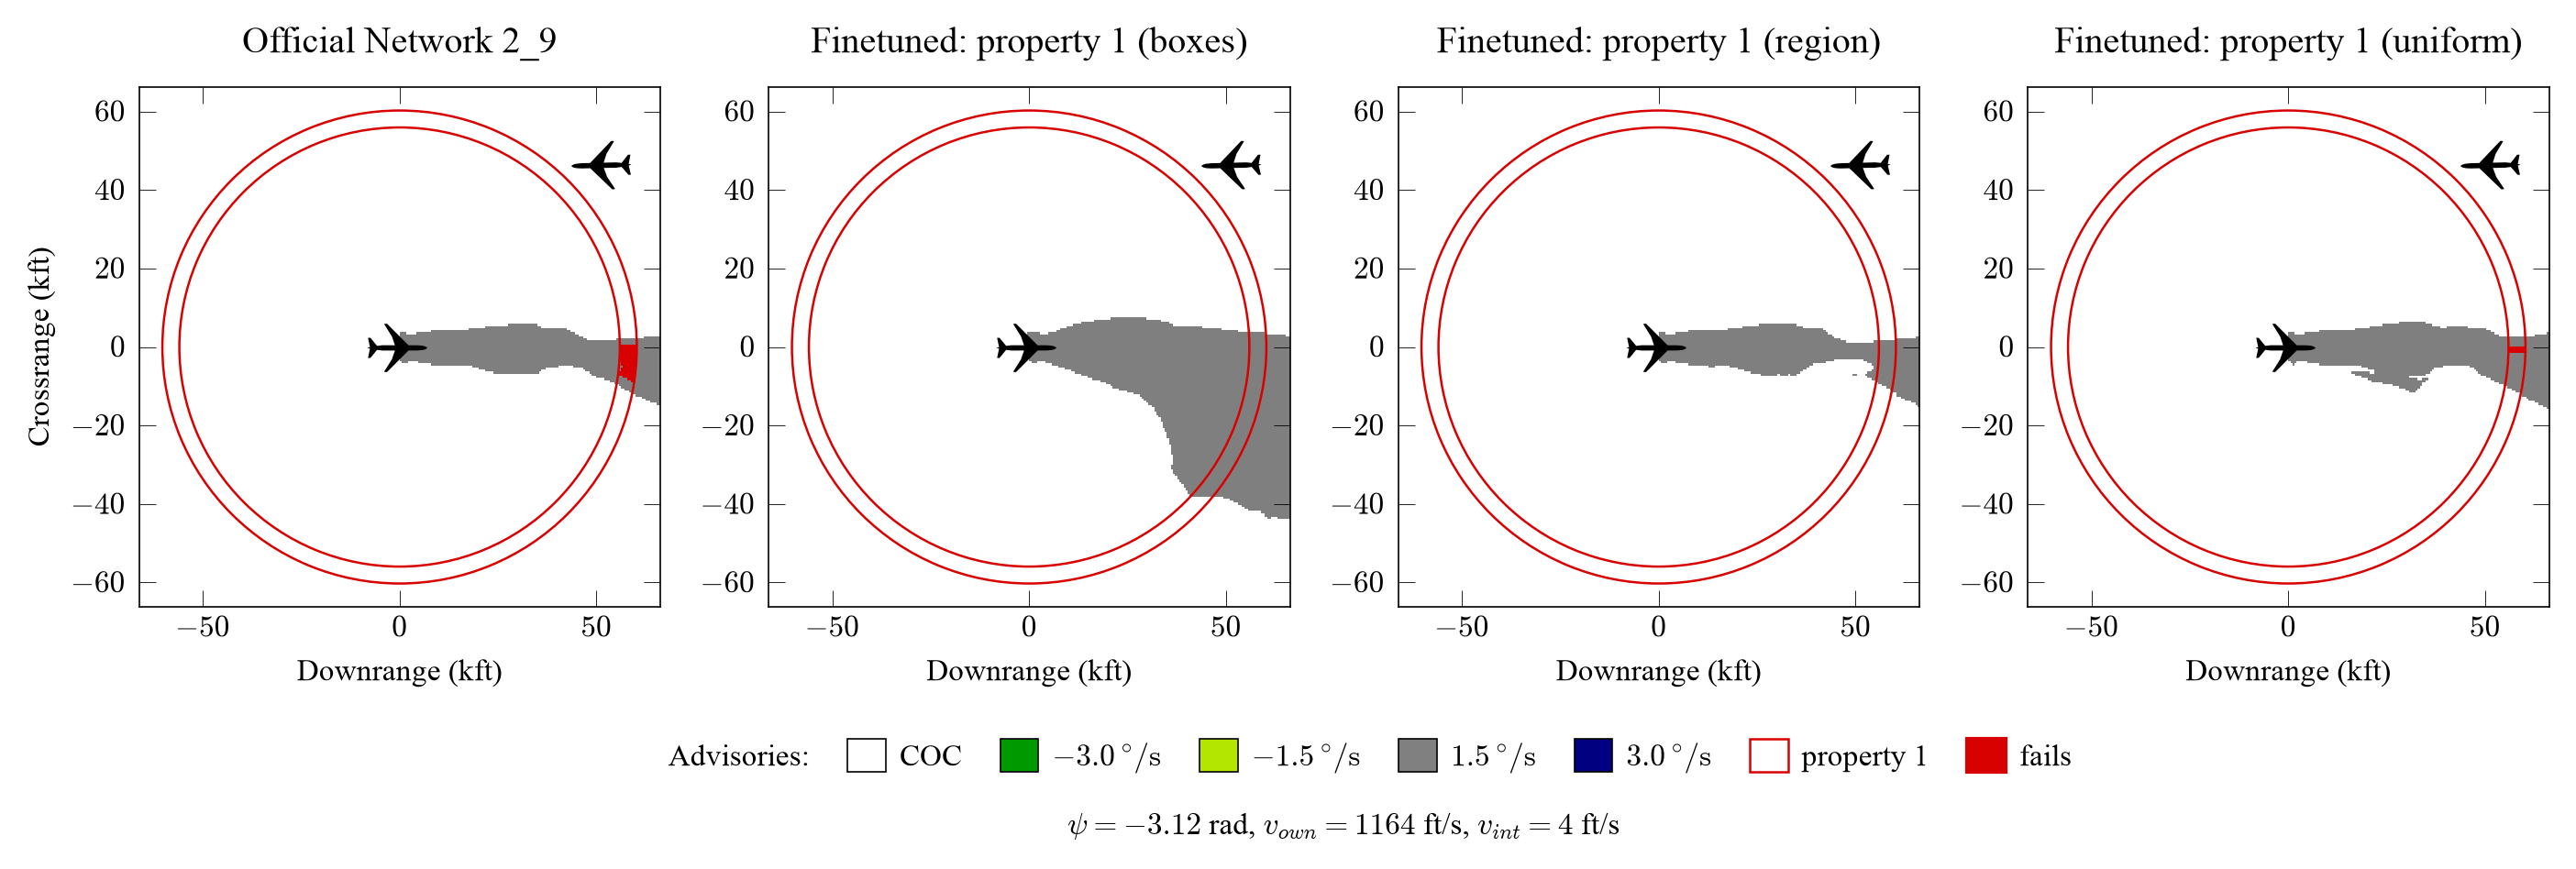 Official Network 2_9
Finetuned: property 1 (boxes)
Finetuned: property 1 (region)
Finetuned: property 1 (uniform)
Crossrange (kft)
60
40
20
0
−20
−40
−60
−50 0 50
Downrange (kft)
60
40
20
0
−20
−40
−60
−50 0 50
Downrange (kft)
60
40
20
0
−20
−40
−60
−50 0 50
Downrange (kft)
60
40
20
0
−20
−40
−60
−50 0 50
Downrange (kft)
Advisories: COC −3.0 °/s −1.5 °/s 1.5 °/s 3.0 °/s property 1 fails
ψ = −3.12 rad, v_own = 1164 ft/s, v_int = 4 ft/s